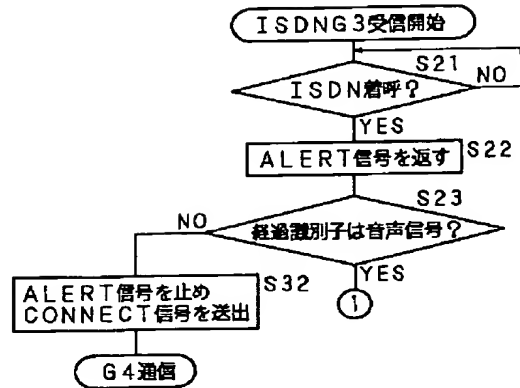 ISDNG3受信開始
S21
ISDN着呼?
NO
YES
ALERT信号を返す
S22
S23
NO
経過識別子は音声信号?
YES
S32
ALERT信号を止め
CONNECT信号を送出
1
G4通信